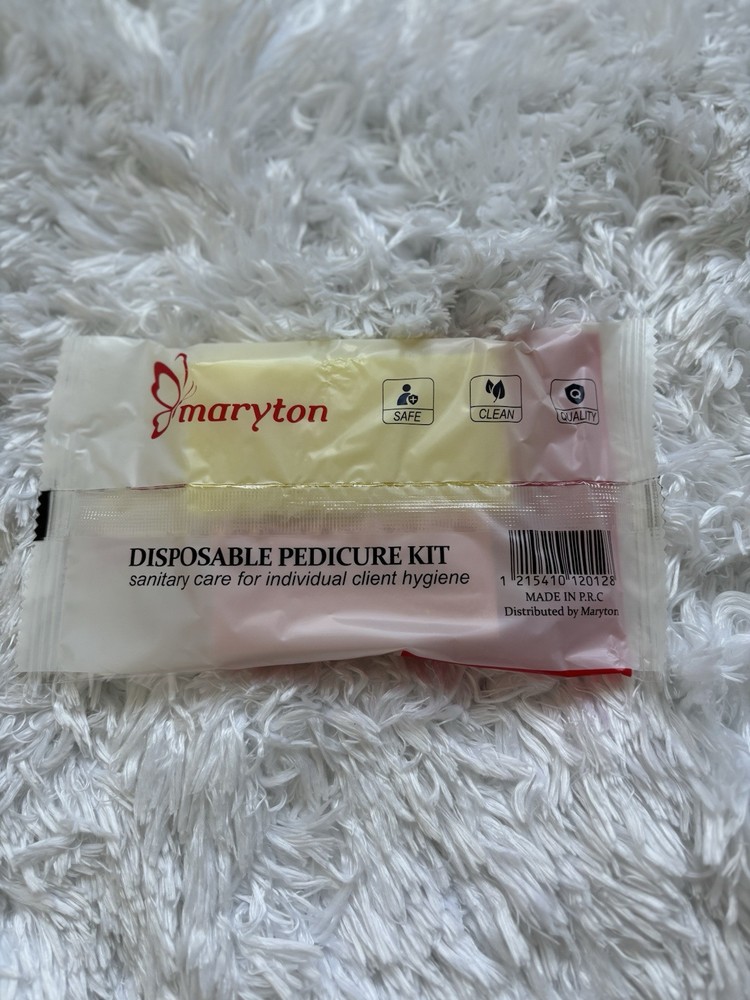 maryton
SAFE
CLEAN
QUALITY
DISPOSABLE PEDICURE KIT
sanitary care for individual client hygiene
1 215410 120128
MADE IN P.R.C
Distributed by Maryton